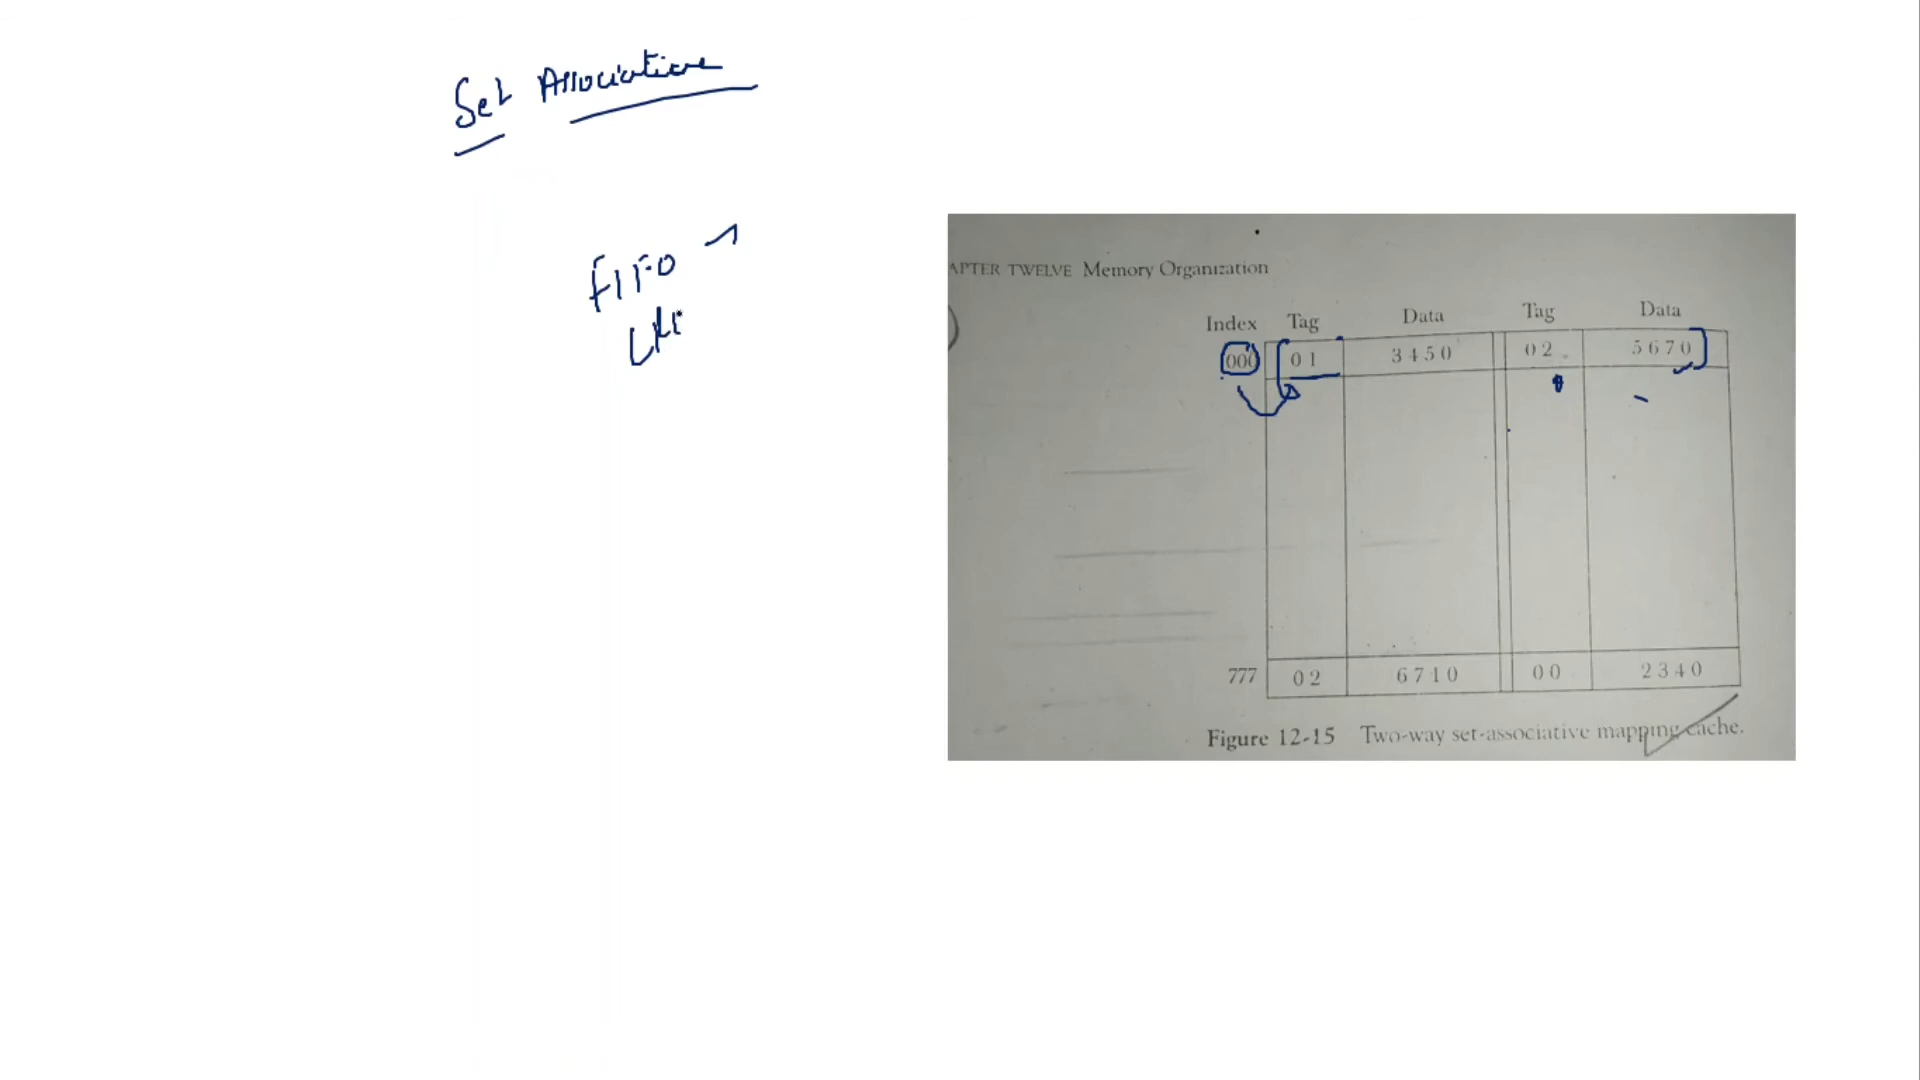 Set Associative
FIFO
APTER TWELVE Memory Organization
Index Tag Data Tag Data
000 01 3450 02 5670
777 02 6710 00 2340
Figure 12-15 Two-way set-associative mapping cache.